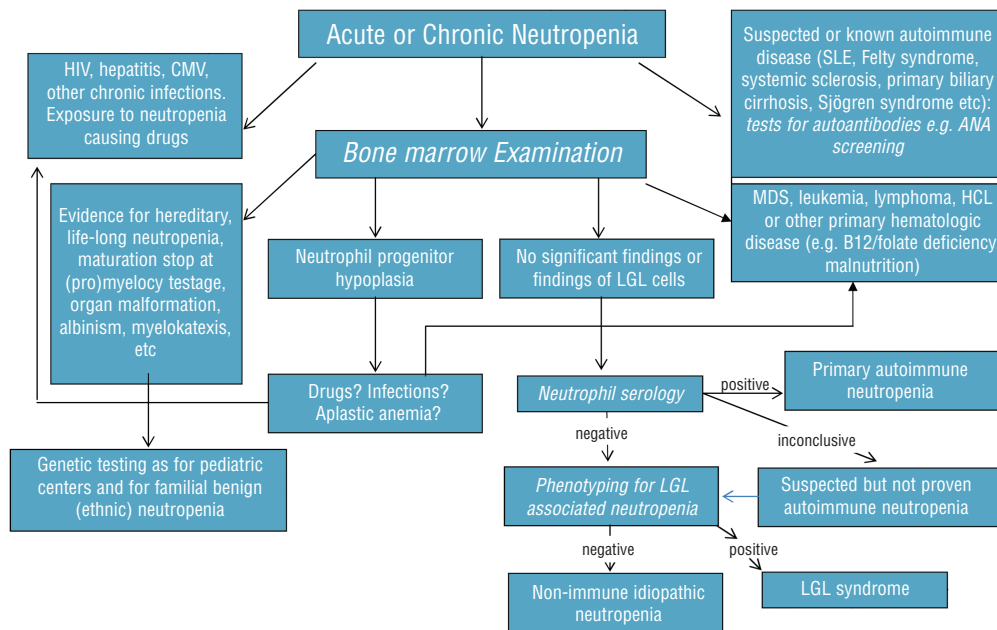 Acute or Chronic Neutropenia
HIV, hepatitis, CMV,
other chronic infections.
Exposure to neutropenia
causing drugs
Suspected or known autoimmune
disease (SLE, Felty syndrome,
systemic sclerosis, primary biliary
cirrhosis, Sjögren syndrome etc):
tests for autoantibodies e.g. ANA
screening
Bone marrow Examination
Evidence for hereditary,
life-long neutropenia,
maturation stop at
(pro)myelocy testage,
organ malformation,
albinism, myelokatexis,
etc
Neutrophil progenitor
hypoplasia
No significant findings or
findings of LGL cells
MDS, leukemia, lymphoma, HCL
or other primary hematologic
disease (e.g. B12/folate deficiency
malnutrition)
Drugs? Infections?
Aplastic anemia?
Neutrophil serology
positive
Primary autoimmune
neutropenia
negative
inconclusive
Genetic testing as for pediatric
centers and for familial benign
(ethnic) neutropenia
Phenotyping for LGL
associated neutropenia
Suspected but not proven
autoimmune neutropenia
negative
positive
Non-immune idiopathic
neutropenia
LGL syndrome